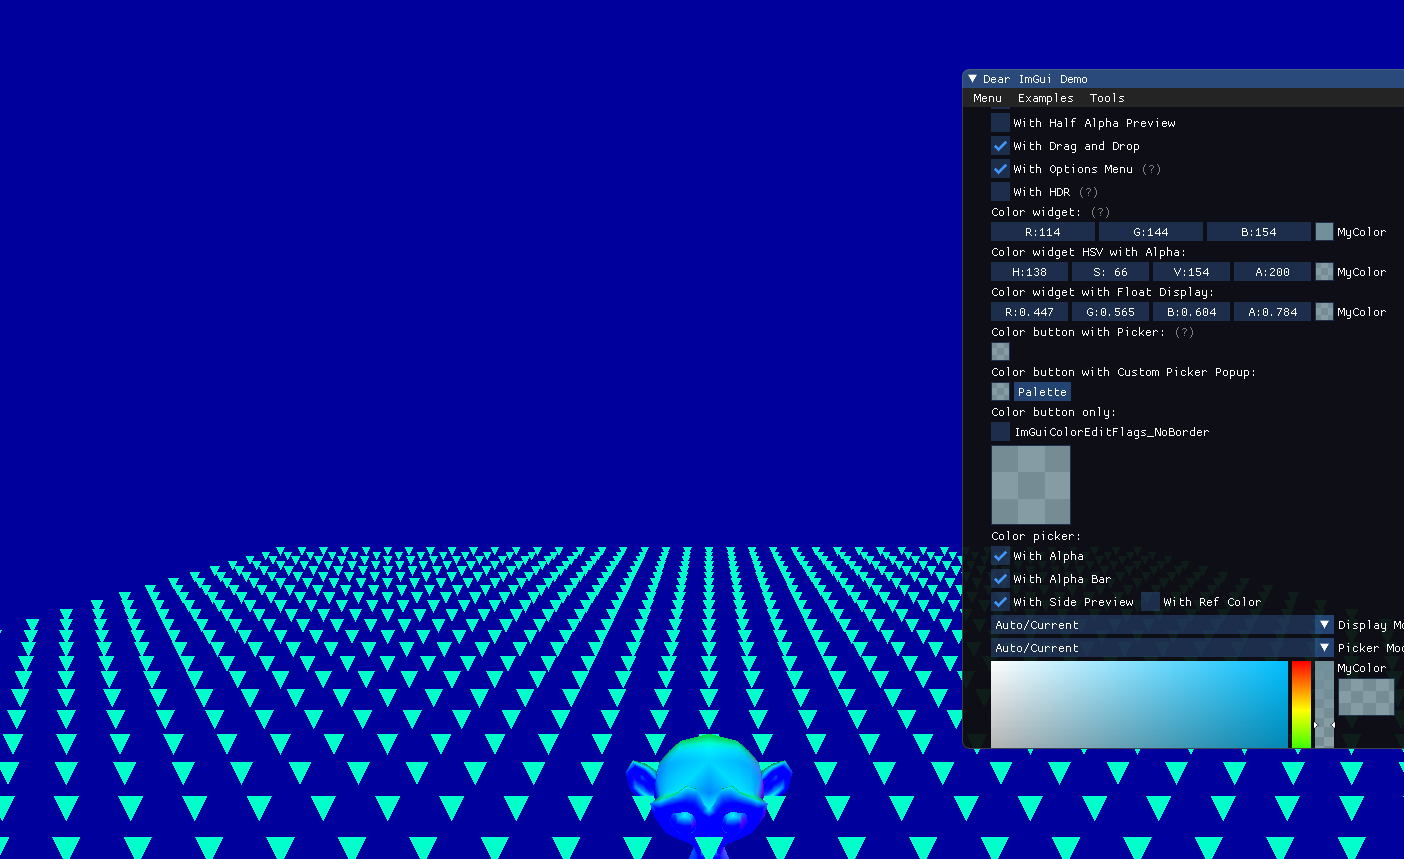 Dear ImGui Demo
Menu Examples Tools
With Half Alpha Preview
With Drag and Drop
With Options Menu (?)
With HDR (?)
Color widget: (?)
R:114 G:144 B:154 MyColor
Color widget HSV with Alpha:
H:138 S: 66 V:154 A:200 MyColor
Color widget with Float Display:
R:0.447 G:0.565 B:0.604 A:0.784 MyColor
Color button with Picker: (?)
Color button with Custom Picker Popup:
Palette
Color button only:
ImGuiColorEditFlags_NoBorder
Color picker:
With Alpha
With Alpha Bar
With Side Preview With Ref Color
Auto/Current Display Mo
Auto/Current Picker Mod
MyColor